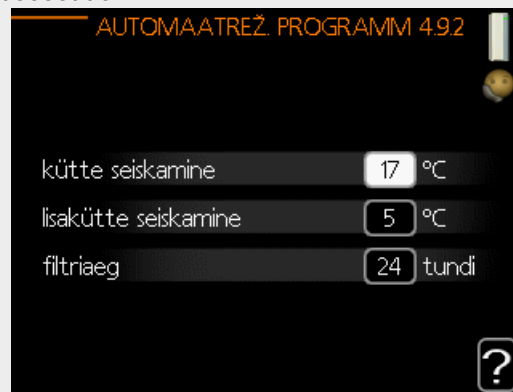 AUTOMAATREŽ. PROGRAMM 4.9.2
kütte seiskamine 17 °C
lisakütte seiskamine 5 °C
filtriaeg 24 tundi
?